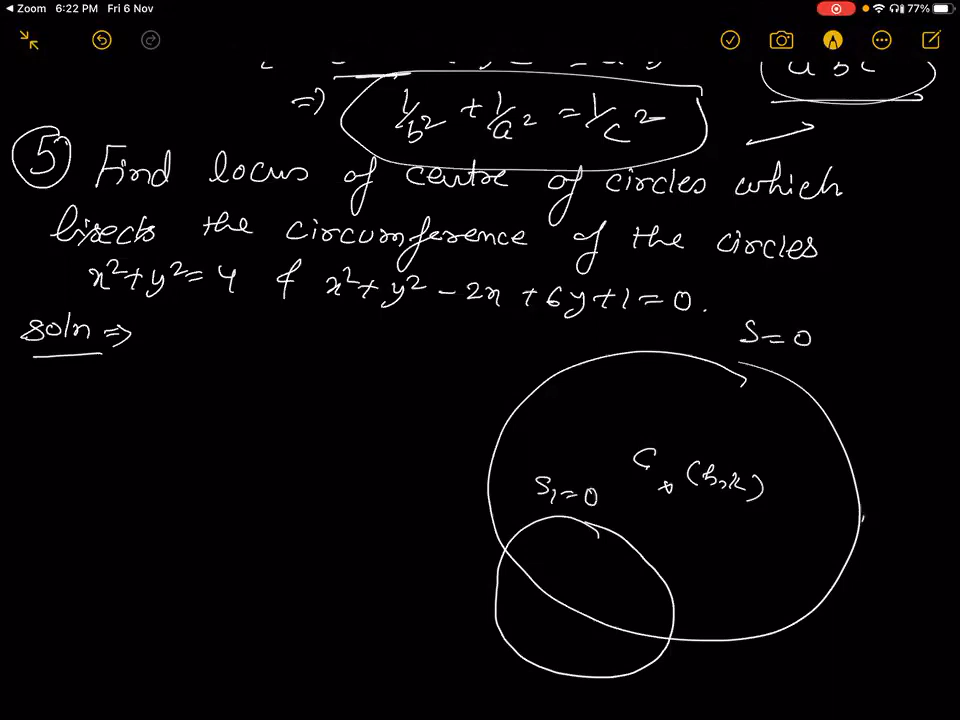 Zoom 6:22 PM Fri 6 Nov 77%
=) 1/b² + 1/a² = 1/c²
⑤ Find locus of centre of circles which
bisects the circumference of the circles
x²+y²=4 & x²+y²-2x+6y+1=0.
Soln =>
S=0
C (h,k)
S₁=0